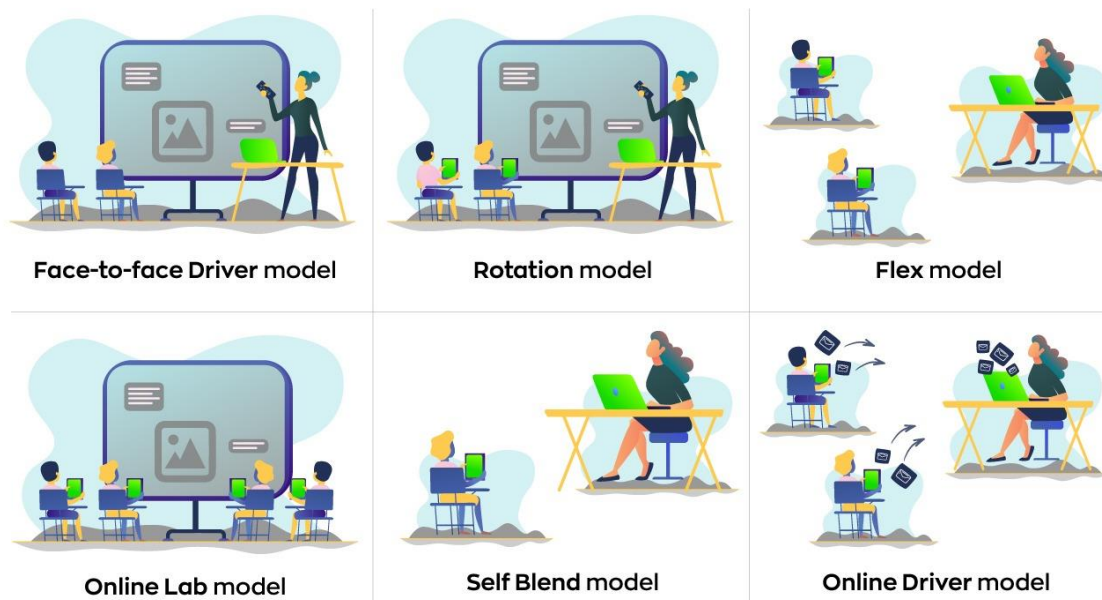 Face-to-face Driver model
Rotation model
Flex model
Online Lab model
Self Blend model
Online Driver model